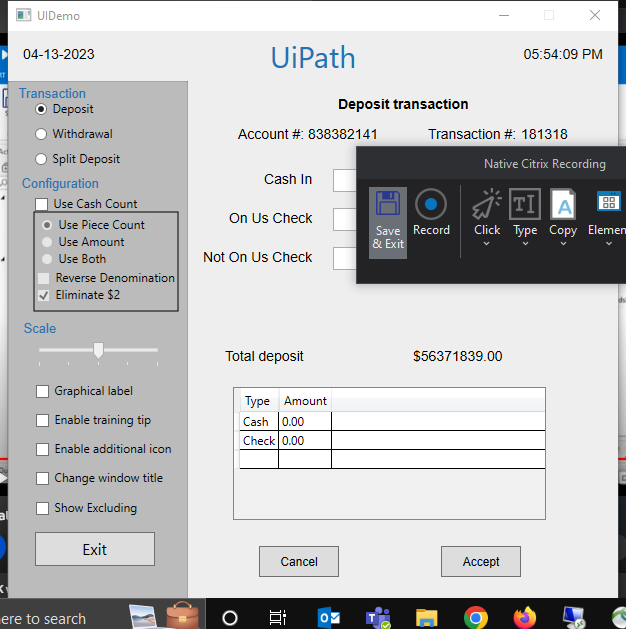 UIDemo
04-13-2023
UiPath
05:54:09 PM
Transaction
Deposit
Withdrawal
Split Deposit
Configuration
Use Cash Count
Use Piece Count
Use Amount
Use Both
Reverse Denomination
Eliminate $2
Scale
Graphical label
Enable training tip
Enable additional icon
Change window title
Show Excluding
Exit
Deposit transaction
Account #: 838382141 Transaction #: 181318
Cash In
On Us Check
Not On Us Check
Native Citrix Recording
Save & Exit
Record
Click
Type
Copy
Elemen
Total deposit $56371839.00
Type Amount
Cash 0.00
Check 0.00
Cancel
Accept
ere to search